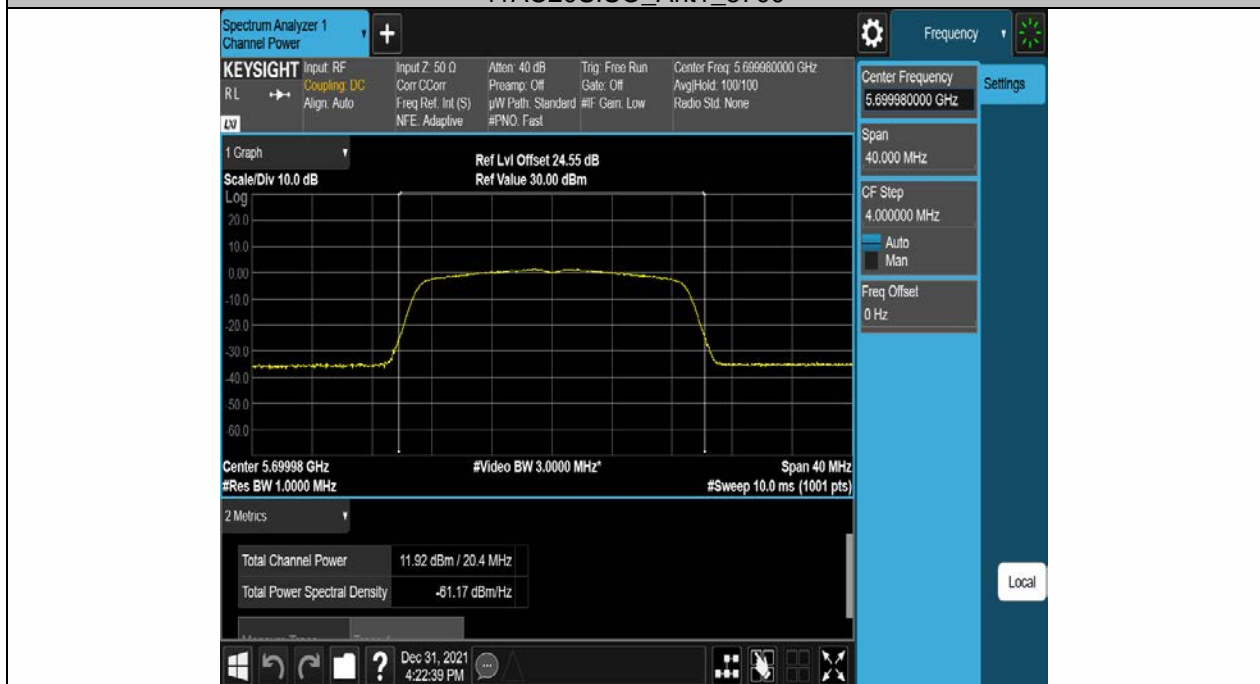 Spectrum Analyzer 1
Channel Power
+
Frequency
KEYSIGHT
RL
LXI
Input: RF
Coupling: DC
Align: Auto
Input Z: 50 Ω
Corr CCorr
Freq Ref: Int (S)
NFE: Adaptive
Atten: 40 dB
Preamp: Off
µW Path: Standard
#PNO: Fast
Trig: Free Run
Gate: Off
#IF Gain: Low
Center Freq: 5.699980000 GHz
Avg|Hold: 100/100
Radio Std: None
Center Frequency
5.699980000 GHz
Settings
Span
40.000 MHz
CF Step
4.000000 MHz
Auto
Man
Freq Offset
0 Hz
Local
1 Graph
Scale/Div 10.0 dB
Ref Lvl Offset 24.55 dB
Ref Value 30.00 dBm
Log
20.0
10.0
0.00
-10.0
-20.0
-30.0
-40.0
-50.0
-60.0
Center 5.69998 GHz
#Video BW 3.0000 MHz*
Span 40 MHz
#Res BW 1.0000 MHz
#Sweep 10.0 ms (1001 pts)
2 Metrics
Total Channel Power 11.92 dBm / 20.4 MHz
Total Power Spectral Density -61.17 dBm/Hz
?
Dec 31, 2021
4:22:39 PM